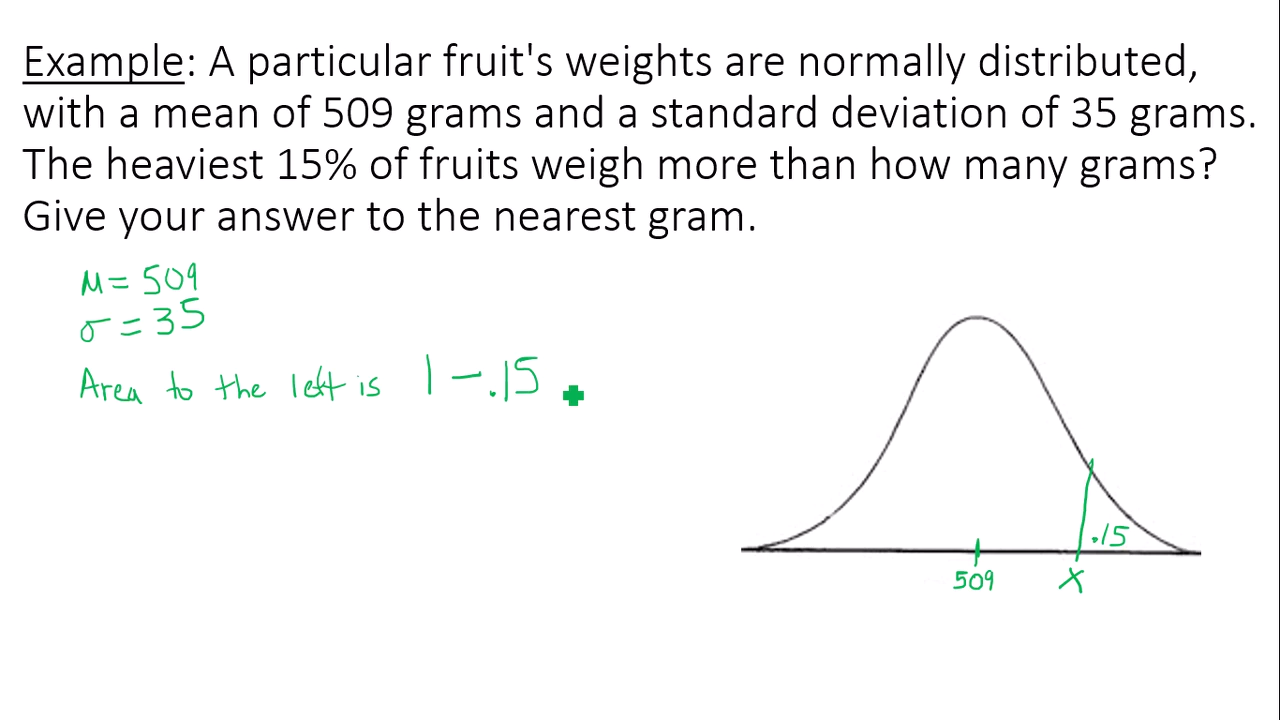 Example: A particular fruit's weights are normally distributed,
with a mean of 509 grams and a standard deviation of 35 grams.
The heaviest 15% of fruits weigh more than how many grams?
Give your answer to the nearest gram.
μ = 509
σ = 35
Area to the left is 1 - .15
.15
509 x